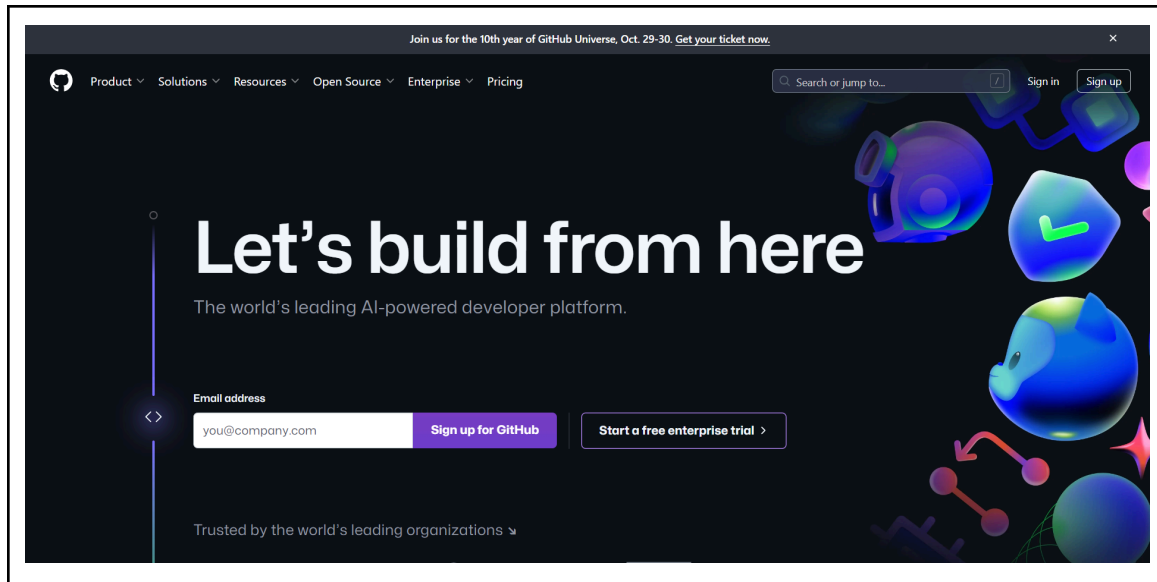 Join us for the 10th year of GitHub Universe, Oct. 29-30. Get your ticket now.
Product Solutions Resources Open Source Enterprise Pricing Search or jump to... / Sign in Sign up
Let’s build from here
The world’s leading AI-powered developer platform.
Email address
you@company.com Sign up for GitHub Start a free enterprise trial
Trusted by the world’s leading organizations